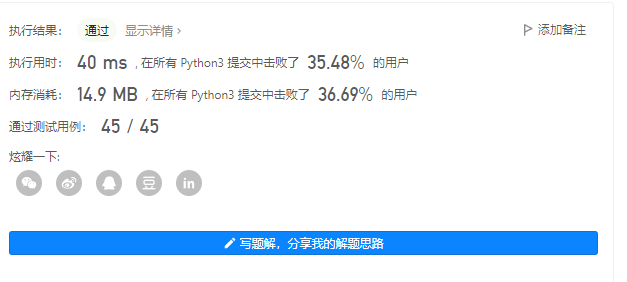 执行结果： 通过 显示详情 > 添加备注
执行用时： 40 ms , 在所有 Python3 提交中击败了 35.48% 的用户
内存消耗： 14.9 MB , 在所有 Python3 提交中击败了 36.69% 的用户
通过测试用例： 45 / 45
炫耀一下:
豆 in
写题解，分享我的解题思路